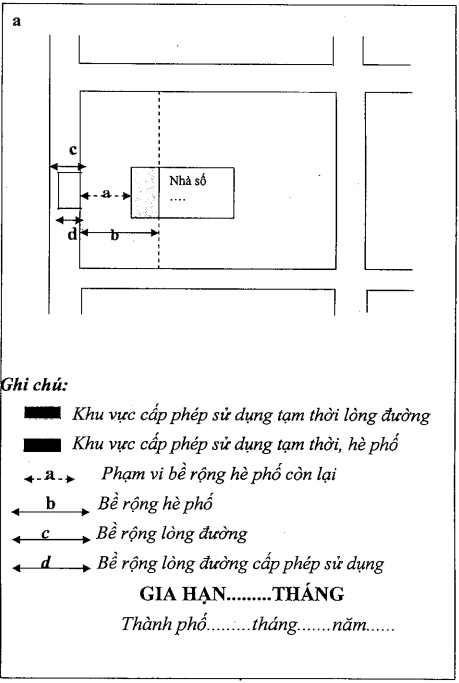 a
c
Nhà số
a
....
d
b
Ghi chú:
Khu vực cấp phép sử dụng tạm thời lòng đường
Khu vực cấp phép sử dụng tạm thời, hè phố
a Phạm vi bề rộng hè phố còn lại
b Bề rộng hè phố
c Bề rộng lòng đường
d Bề rộng lòng đường cấp phép sử dụng
GIA HẠN.........THÁNG
Thành phố.........tháng.......năm......